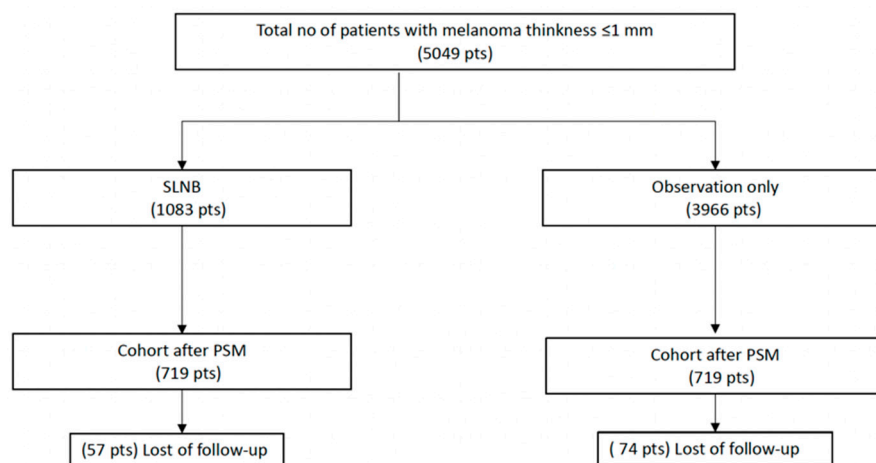 Total no of patients with melanoma thinkness ≤1 mm
(5049 pts)
SLNB
(1083 pts)
Observation only
(3966 pts)
Cohort after PSM
(719 pts)
Cohort after PSM
(719 pts)
(57 pts) Lost of follow-up
( 74 pts) Lost of follow-up